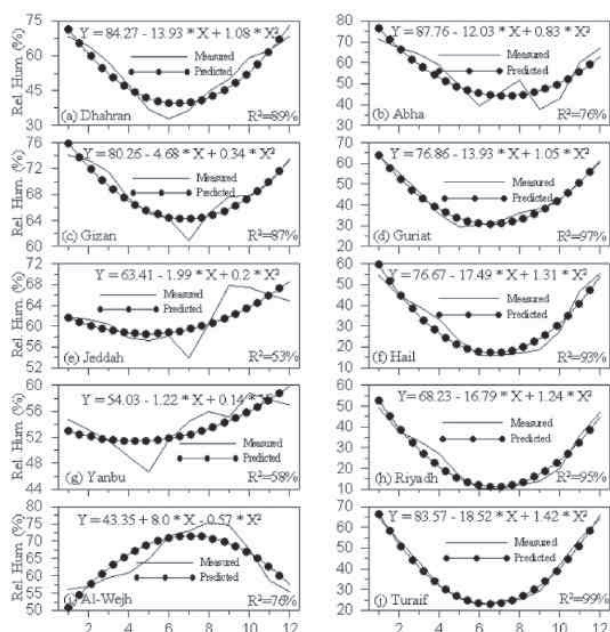 Y = 84.27 - 13.93 * X + 1.08 * X²
75
60
45
30
Rel. Hum. (%)
Measured
Predicted
(a) Dhahran
R²=89%
Y = 87.76 - 12.03 * X + 0.83 * X²
80
70
60
50
40
30
Measured
Predicted
(b) Abha
R²=76%
Y = 80.26 - 4.68 * X + 0.34 * X²
76
72
68
64
60
Rel. Hum. (%)
Measured
Predicted
(c) Gizan
R²=87%
Y = 76.86 - 13.93 * X + 1.05 * X²
70
60
50
40
30
20
Measured
Predicted
(d) Guriat
R²=97%
Y = 63.41 - 1.99 * X + 0.2 * X²
72
68
64
60
56
52
Rel. Hum. (%)
Measured
Predicted
(e) Jeddah
R²=53%
Y = 76.67 - 17.49 * X + 1.31 * X²
60
50
40
30
20
10
Measured
Predicted
(f) Hail
R²=93%
Y = 54.03 - 1.22 * X + 0.14
60
56
52
48
44
Rel. Hum. (%)
Measured
Predicted
(g) Yanbu
R²=58%
Y = 68.23 - 16.79 * X + 1.24 * X²
60
50
40
30
20
10
Measured
Predicted
(h) Riyadh
R²=95%
Y = 43.35 + 8.0 * X - 0.57 * X²
80
75
70
65
60
55
50
Rel. Hum. (%)
Measured
Predicted
Al-Wejh
R²=76%
Y = 83.57 - 18.52 * X + 1.42 * X²
70
60
50
40
30
20
Measured
Predicted
(j) Turaif
R²=99%
2 4 6 8 10 12
2 4 6 8 10 12